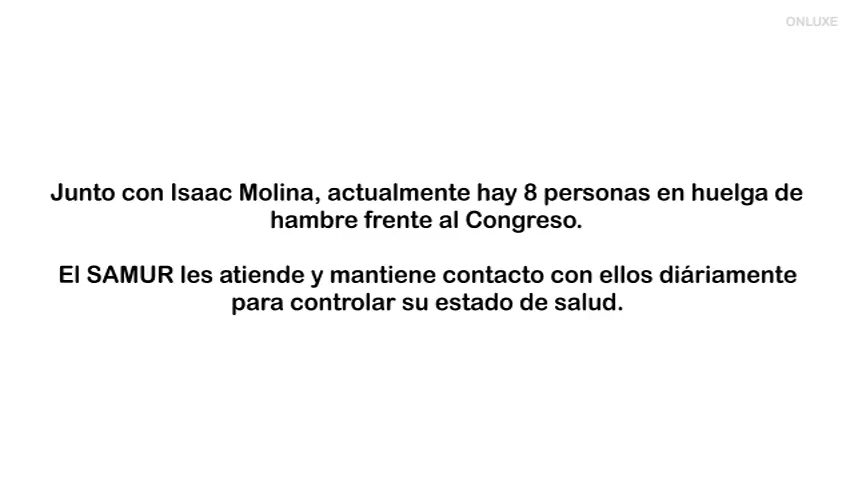 ONLUXE
Junto con Isaac Molina, actualmente hay 8 personas en huelga de
hambre frente al Congreso.
El SAMUR les atiende y mantiene contacto con ellos diáriamente
para controlar su estado de salud.